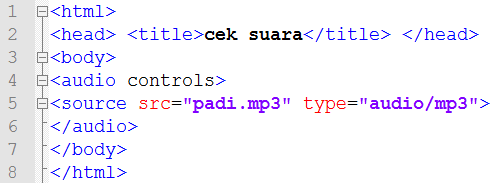 1 <html>
2 <head> <title>cek suara</title> </head>
3 <body>
4 <audio controls>
5 <source src="padi.mp3" type="audio/mp3">
6 </audio>
7 </body>
8 </html>